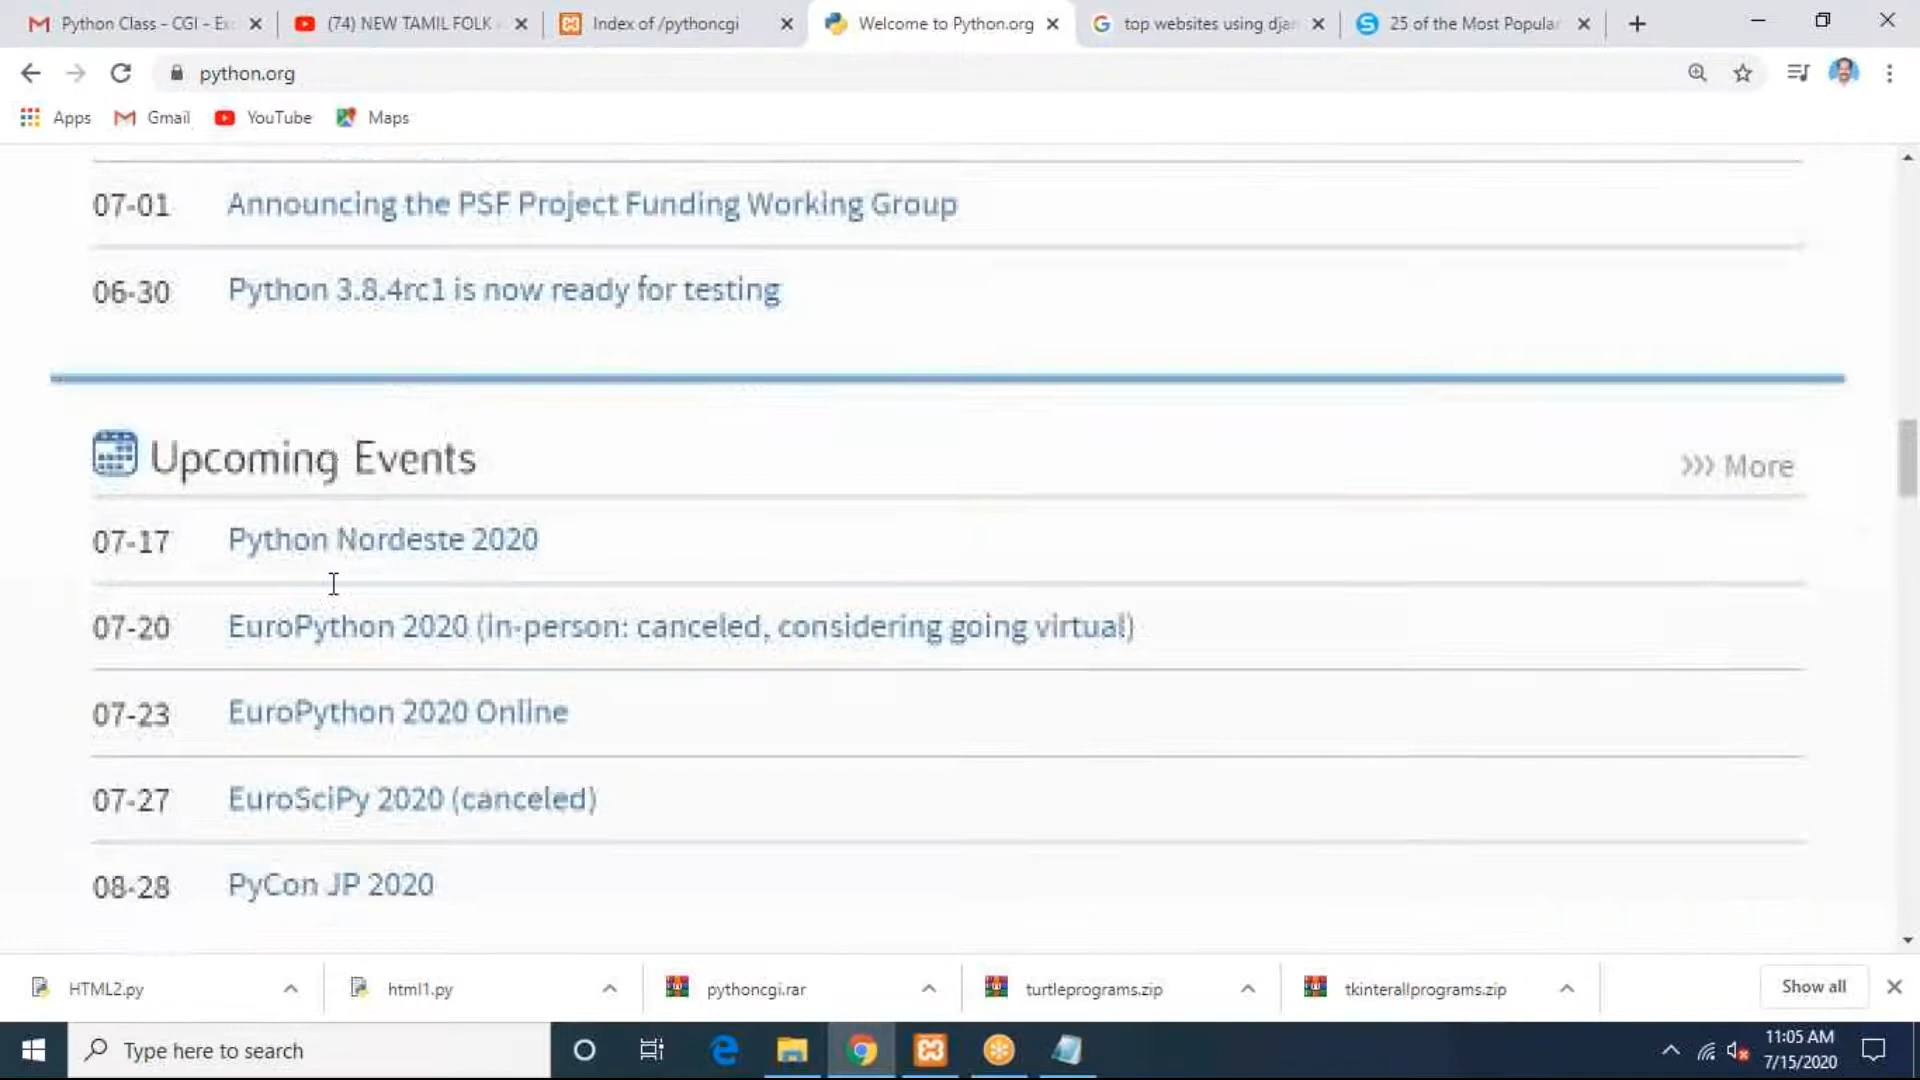 Python Class - CGI - Ex
(74) NEW TAMIL FOLK
Index of /pythoncgi
Welcome to Python.org
top websites using djan
25 of the Most Popular
python.org
Apps
Gmail
YouTube
Maps
07-01 Announcing the PSF Project Funding Working Group
06-30 Python 3.8.4rc1 is now ready for testing
Upcoming Events
>>> More
07-17 Python Nordeste 2020
07-20 EuroPython 2020 (in-person: canceled, considering going virtual)
07-23 EuroPython 2020 Online
07-27 EuroSciPy 2020 (canceled)
08-28 PyCon JP 2020
HTML2.py
html1.py
pythoncgi.rar
turtleprograms.zip
tkinterallprograms.zip
Show all
Type here to search
11:05 AM
7/15/2020